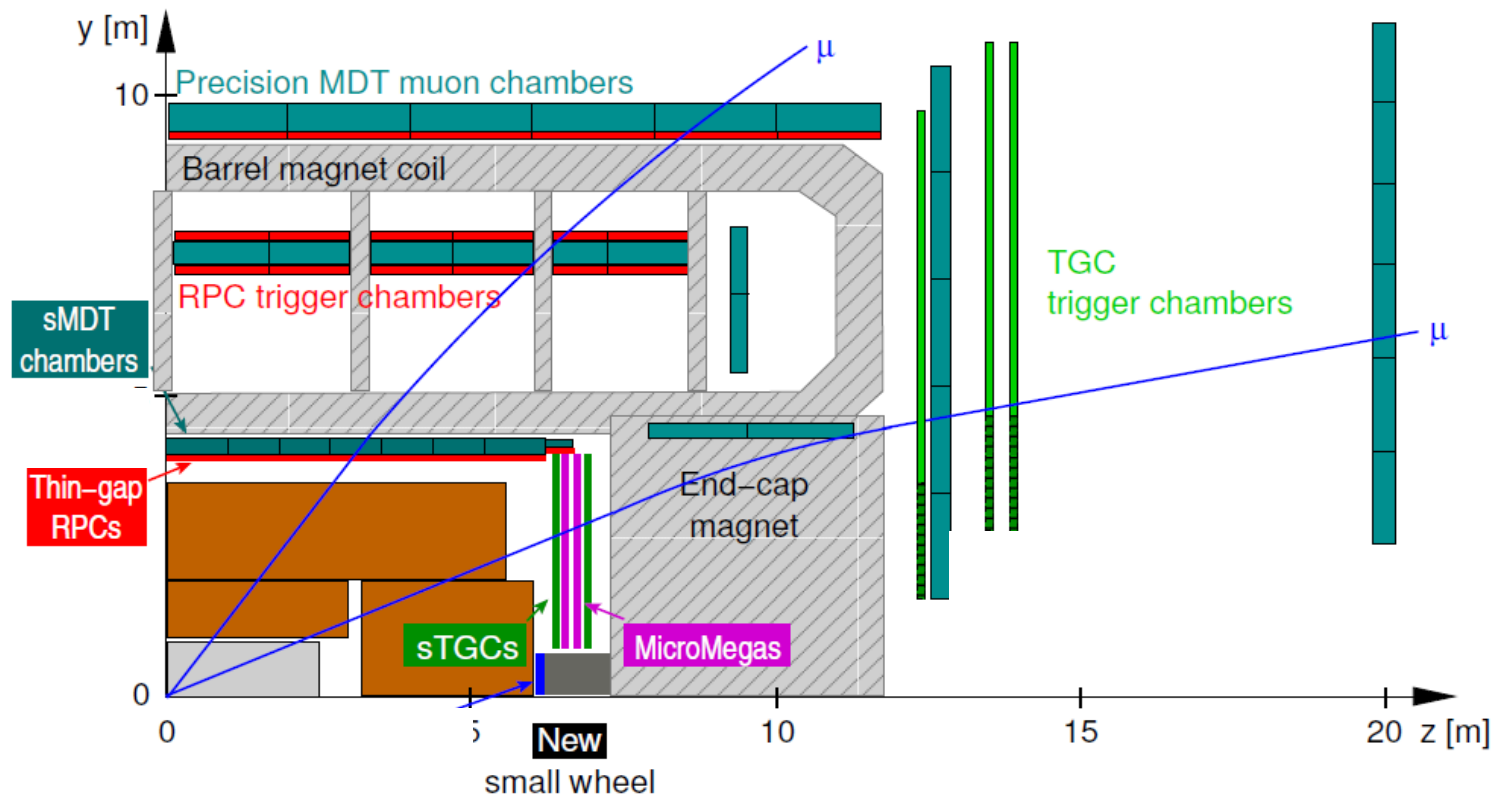 y [m]
μ
Precision MDT muon chambers
10
Barrel magnet coil
TGC
trigger chambers
RPC trigger chambers
sMDT
chambers
μ
Thin-gap
RPCs
End-cap
magnet
sTGCs
MicroMegas
0
0
5
10
15
20
z [m]
New
small wheel